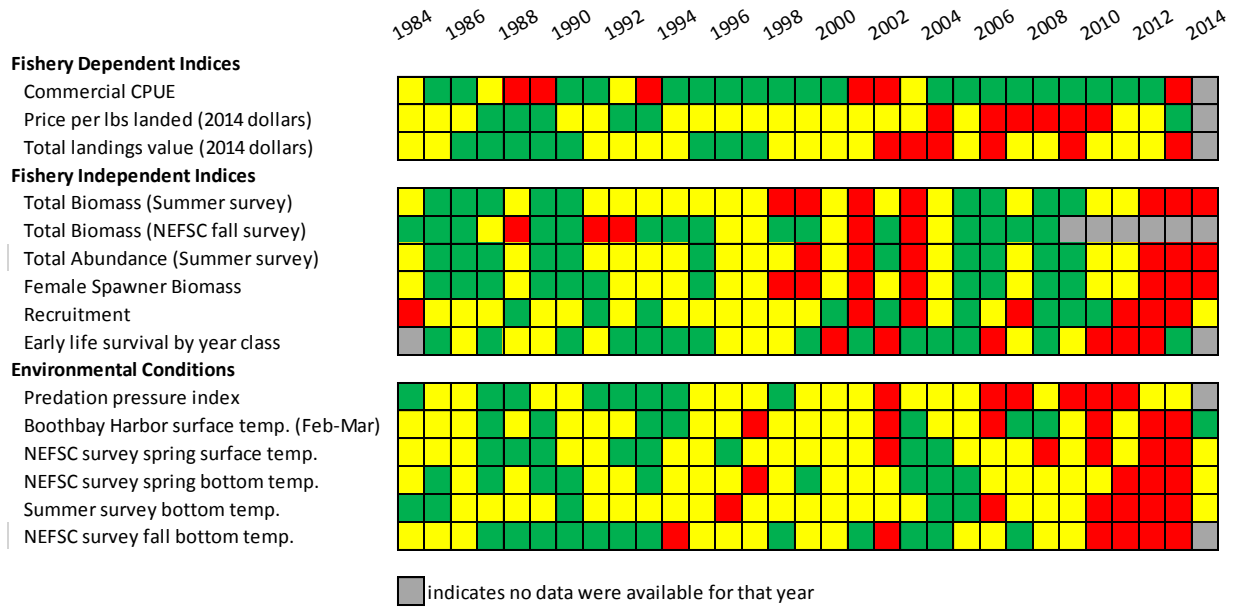 1984 1986 1988 1990 1992 1994 1996 1998 2000 2002 2004 2006 2008 2010 2012 2014
Fishery Dependent Indices
Commercial CPUE
Price per lbs landed (2014 dollars)
Total landings value (2014 dollars)
Fishery Independent Indices
Total Biomass (Summer survey)
Total Biomass (NEFSC fall survey)
Total Abundance (Summer survey)
Female Spawner Biomass
Recruitment
Early life survival by year class
Environmental Conditions
Predation pressure index
Boothbay Harbor surface temp. (Feb-Mar)
NEFSC survey spring surface temp.
NEFSC survey spring bottom temp.
Summer survey bottom temp.
NEFSC survey fall bottom temp.
indicates no data were available for that year